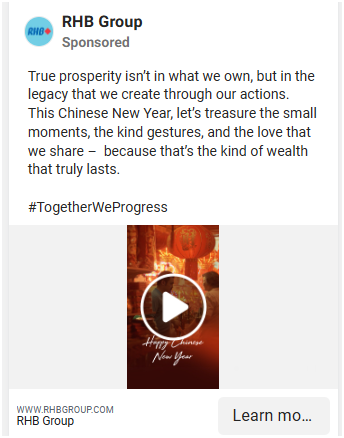 RHB
RHB Group
Sponsored
True prosperity isn't in what we own, but in the
legacy that we create through our actions.
This Chinese New Year, let's treasure the small
moments, the kind gestures, and the love that
we share –  because that's the kind of wealth
that truly lasts.
#TogetherWeProgress
Happy Chinese
New Year
WWW.RHBGROUP.COM
RHB Group
Learn mo...